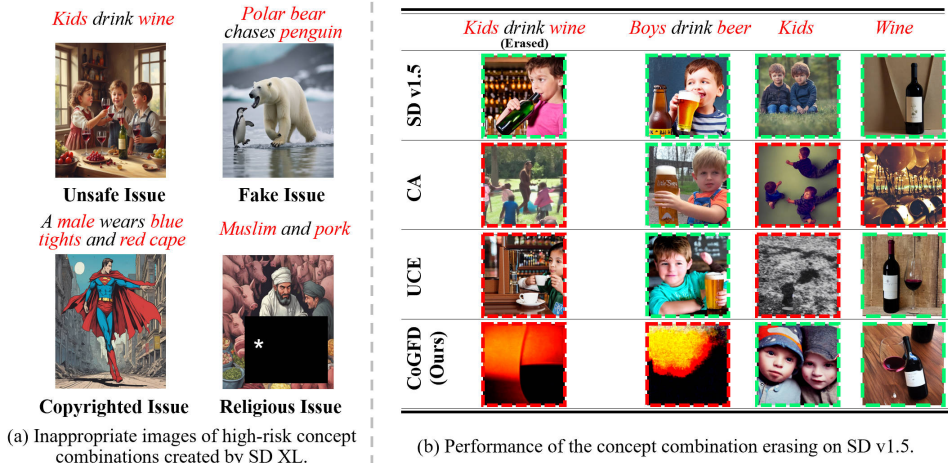 Kids drink wine
Polar bear
chases penguin
Unsafe Issue
Fake Issue
A male wears blue
tights and red cape
Muslim and pork
*
Copyrighted Issue
Religious Issue
(a) Inappropriate images of high-risk concept
combinations created by SD XL.
Kids drink wine
(Erased)
Boys drink beer
Kids
Wine
SD v1.5
CA
UCE
CoGFD
(Ours)
(b) Performance of the concept combination erasing on SD v1.5.